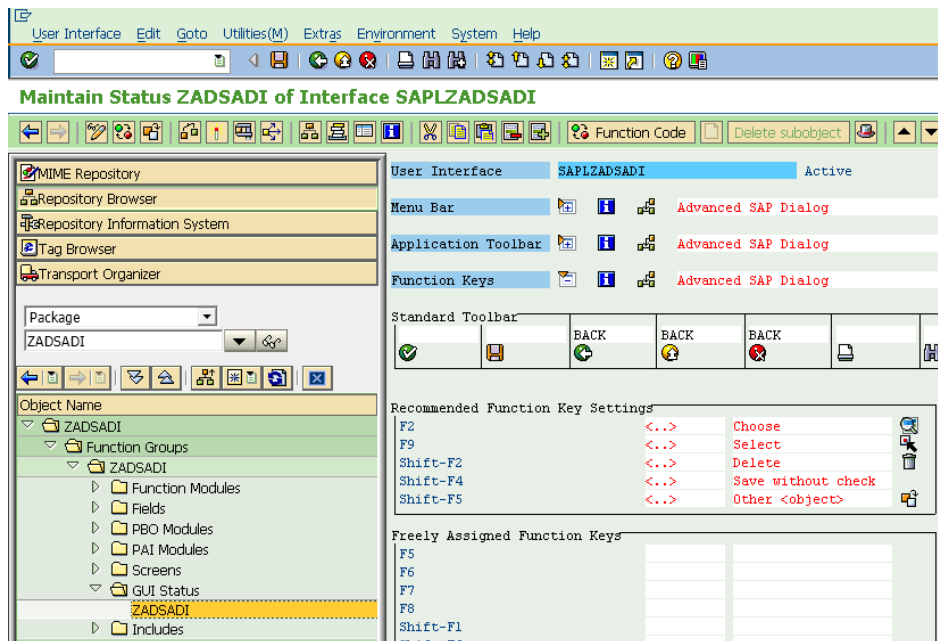 User Interface Edit Goto Utilities(M) Extras Environment System Help
Maintain Status ZADSADI of Interface SAPLZADSADI
Function Code Delete subobject
MIME Repository
Repository Browser
Repository Information System
Tag Browser
Transport Organizer
Package
ZADSADI
Object Name
ZADSADI
Function Groups
ZADSADI
Function Modules
Fields
PBO Modules
PAI Modules
Screens
GUI Status
ZADSADI
Includes
User Interface SAPLZADSADI Active
Menu Bar Advanced SAP Dialog
Application Toolbar Advanced SAP Dialog
Function Keys Advanced SAP Dialog
Standard Toolbar
BACK BACK BACK
Recommended Function Key Settings
F2 <..> Choose
F9 <..> Select
Shift-F2 <..> Delete
Shift-F4 <..> Save without check
Shift-F5 <..> Other <object>
Freely Assigned Function Keys
F5
F6
F7
F8
Shift-F1